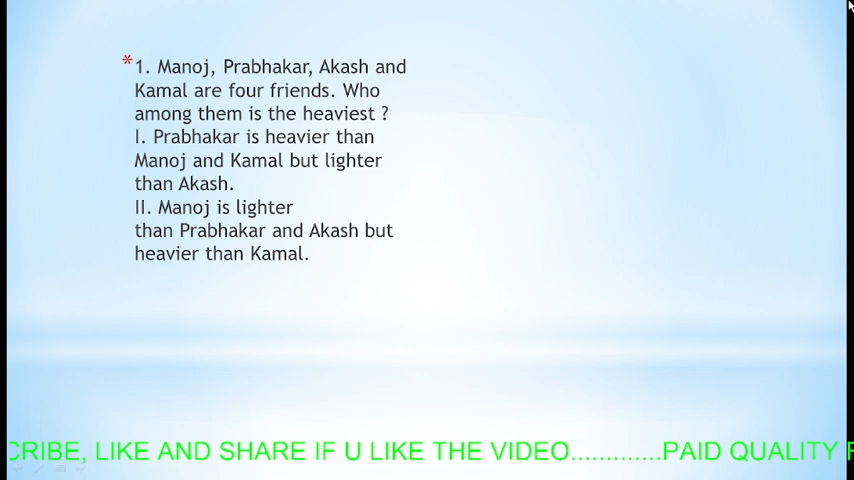 *1. Manoj, Prabhakar, Akash and
Kamal are four friends. Who
among them is the heaviest ?
I. Prabhakar is heavier than
Manoj and Kamal but lighter
than Akash.
II. Manoj is lighter
than Prabhakar and Akash but
heavier than Kamal.
CRIBE, LIKE AND SHARE IF U LIKE THE VIDEO.............PAID QUALITY F